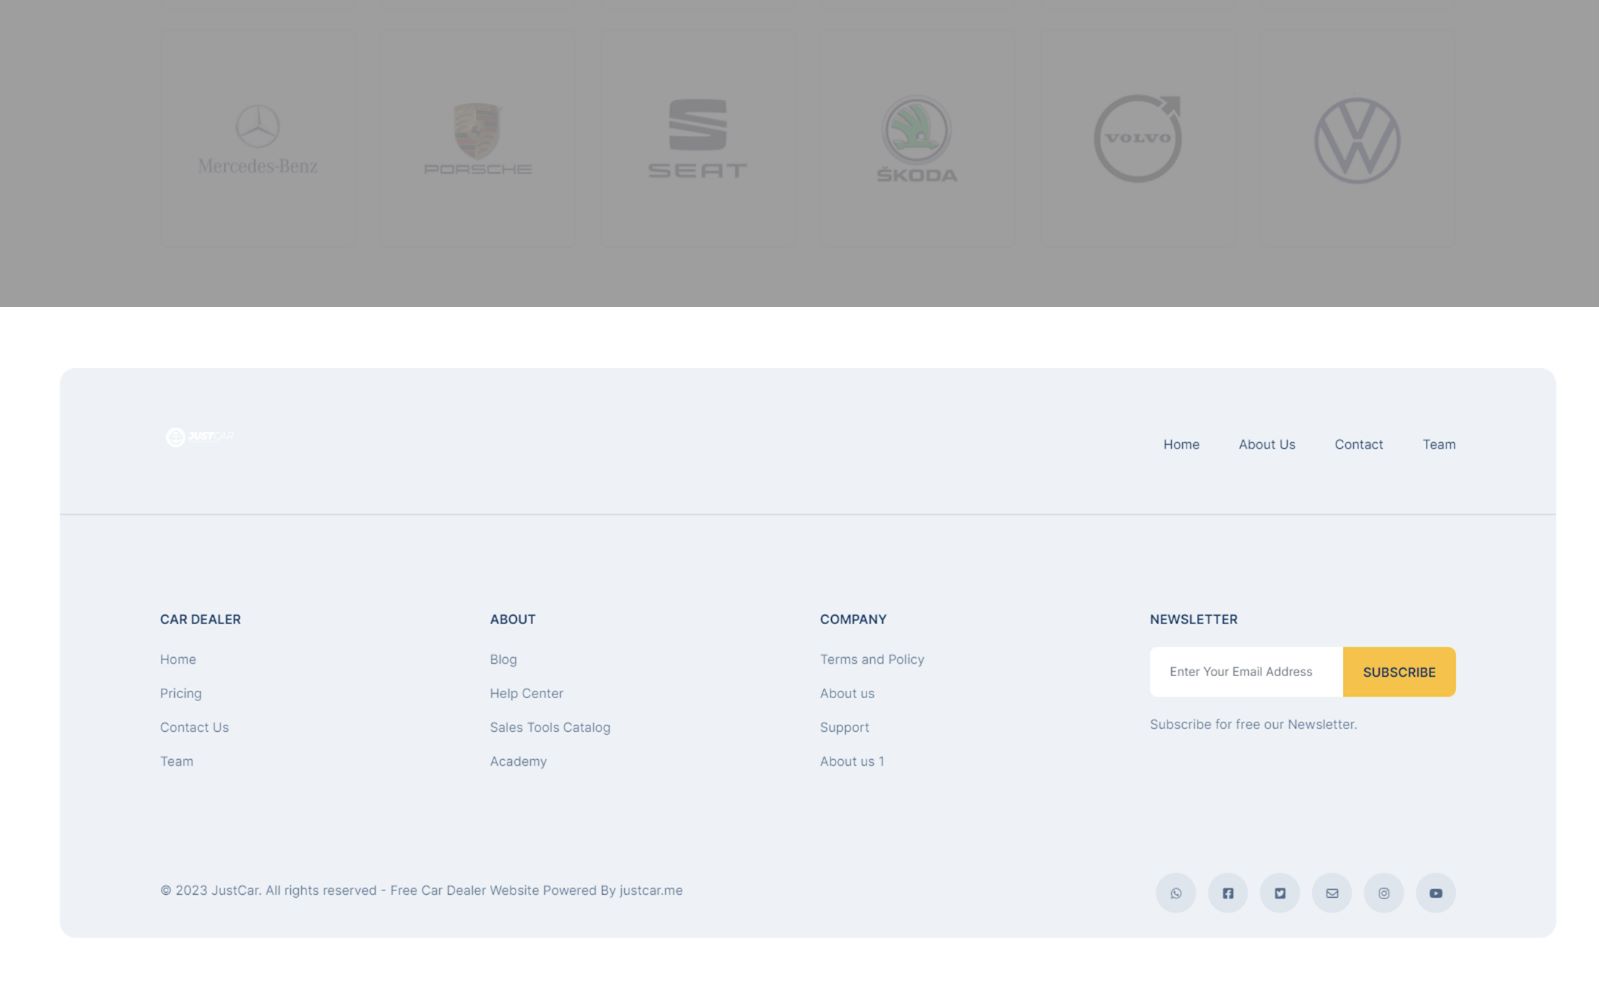 Mercedes-Benz
PORSCHE
SEAT
ŠKODA
VOLVO
JUSTCAR
Home
About Us
Contact
Team
CAR DEALER
Home
Pricing
Contact Us
Team
ABOUT
Blog
Help Center
Sales Tools Catalog
Academy
COMPANY
Terms and Policy
About us
Support
About us 1
NEWSLETTER
Enter Your Email Address
SUBSCRIBE
Subscribe for free our Newsletter.
© 2023 JustCar. All rights reserved - Free Car Dealer Website Powered By justcar.me